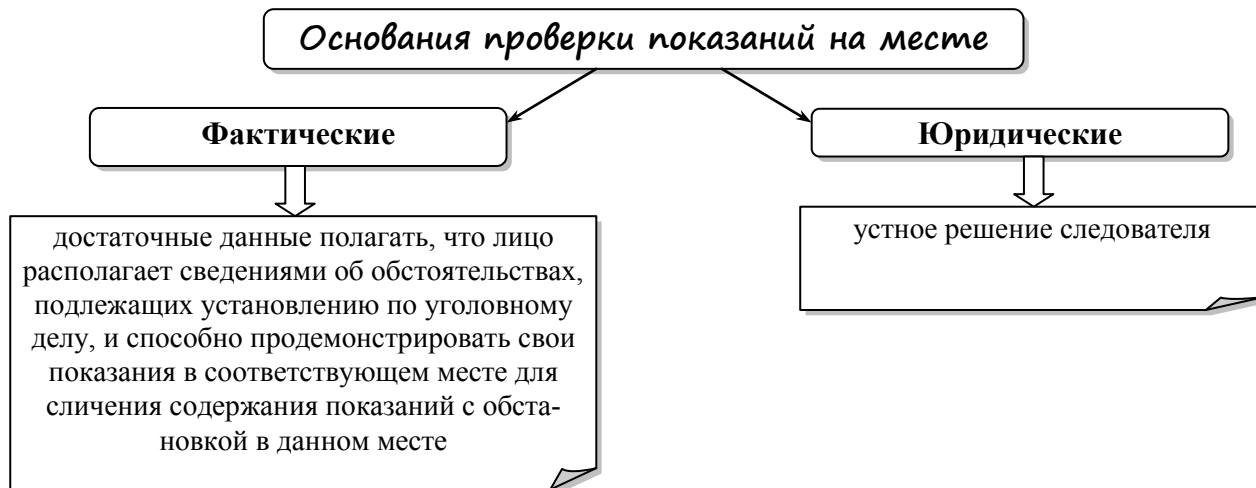 Основания проверки показаний на месте
Фактические
Юридические
достаточные данные полагать, что лицо
располагает сведениями об обстоятельствах,
подлежащих установлению по уголовному
делу, и способно продемонстрировать свои
показания в соответствующем месте для
сличения содержания показаний с обста-
новкой в данном месте
устное решение следователя